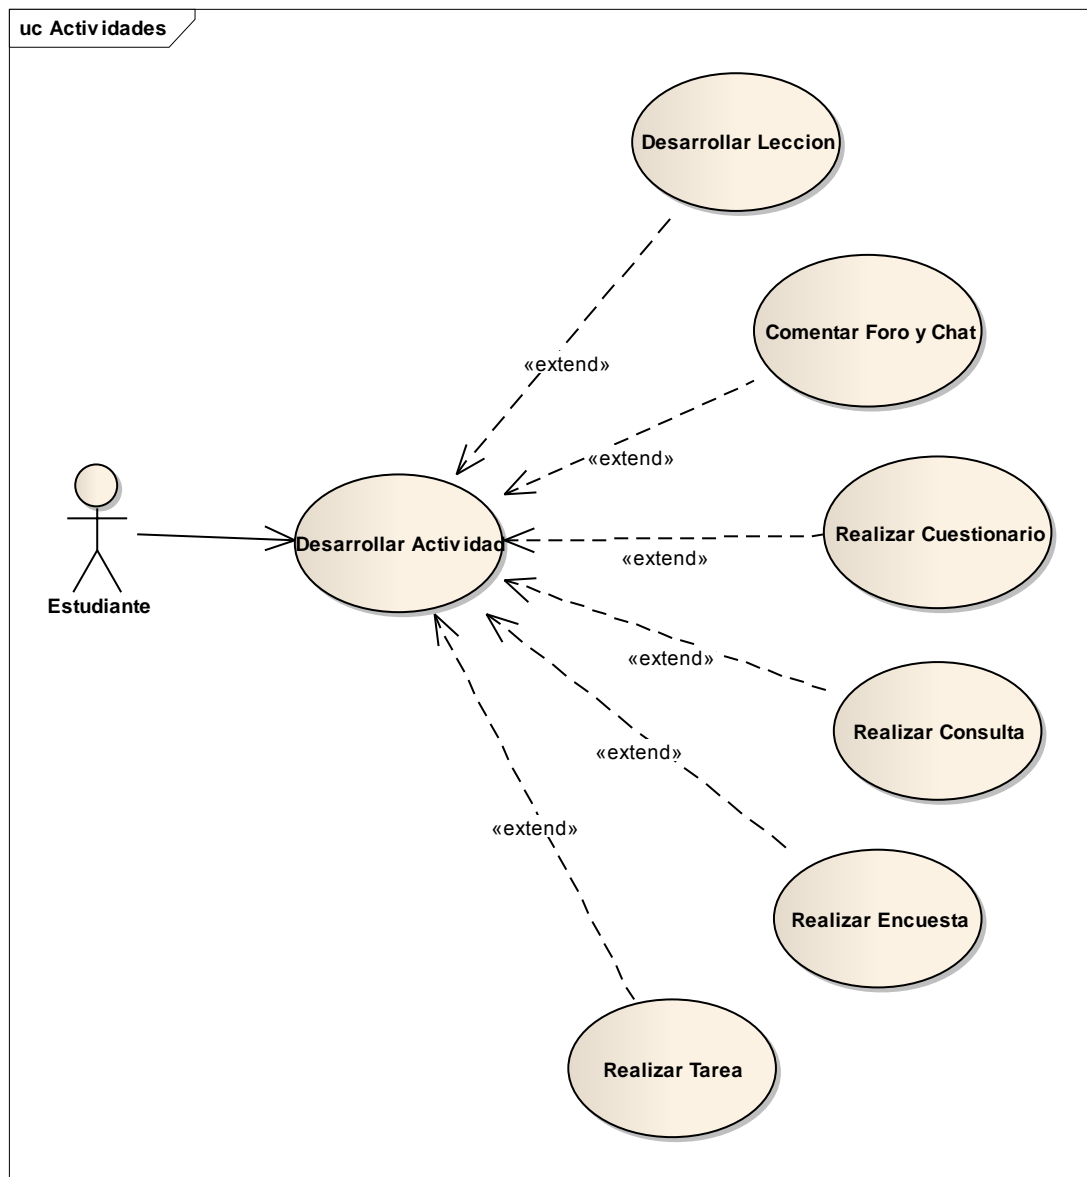 uc Actividades
Desarrollar Leccion
Comentar Foro y Chat
«extend»
«extend»
Realizar Cuestionario
Desarrollar Actividad
«extend»
Estudiante
«extend»
Realizar Consulta
«extend»
«extend»
Realizar Encuesta
Realizar Tarea